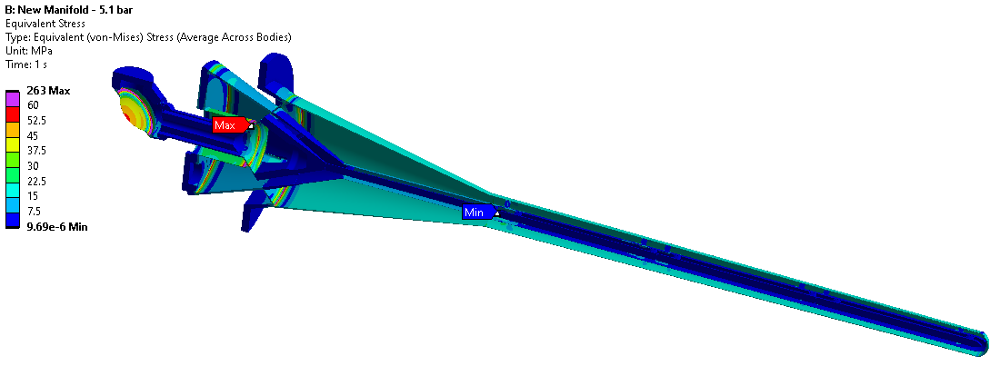 B: New Manifold - 5.1 bar
Equivalent Stress
Type: Equivalent (von-Mises) Stress (Average Across Bodies)
Unit: MPa
Time: 1 s
263 Max
60
52.5
45
37.5
30
22.5
15
7.5
9.69e-6 Min
Max
Min